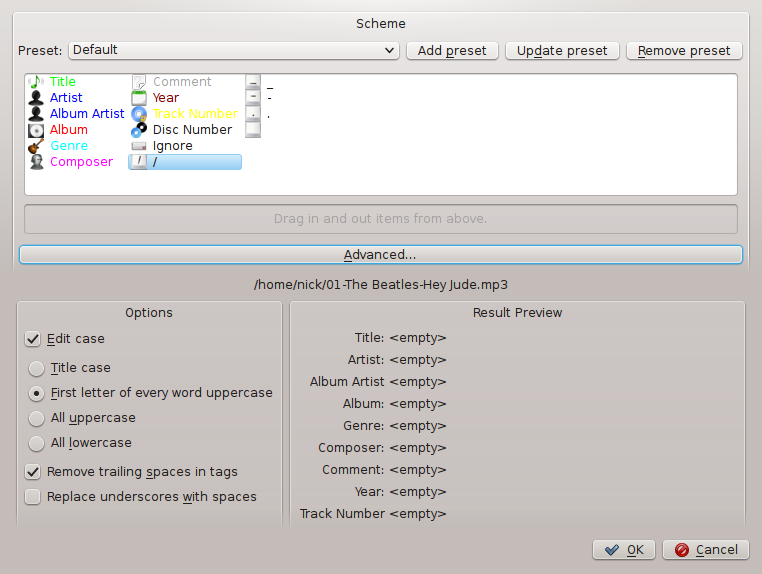 Scheme
Preset: Default Add preset Update preset Remove preset
Title Comment _ _
Artist Year - -
Album Artist Track Number . .
Album Disc Number
Genre Ignore
Composer / /
Drag in and out items from above.
Advanced...
/home/nick/01-The Beatles-Hey Jude.mp3
Options
Edit case
Title case
First letter of every word uppercase
All uppercase
All lowercase
Remove trailing spaces in tags
Replace underscores with spaces
Result Preview
Title: <empty>
Artist: <empty>
Album Artist <empty>
Album: <empty>
Genre: <empty>
Composer: <empty>
Comment: <empty>
Year: <empty>
Track Number <empty>
OK Cancel